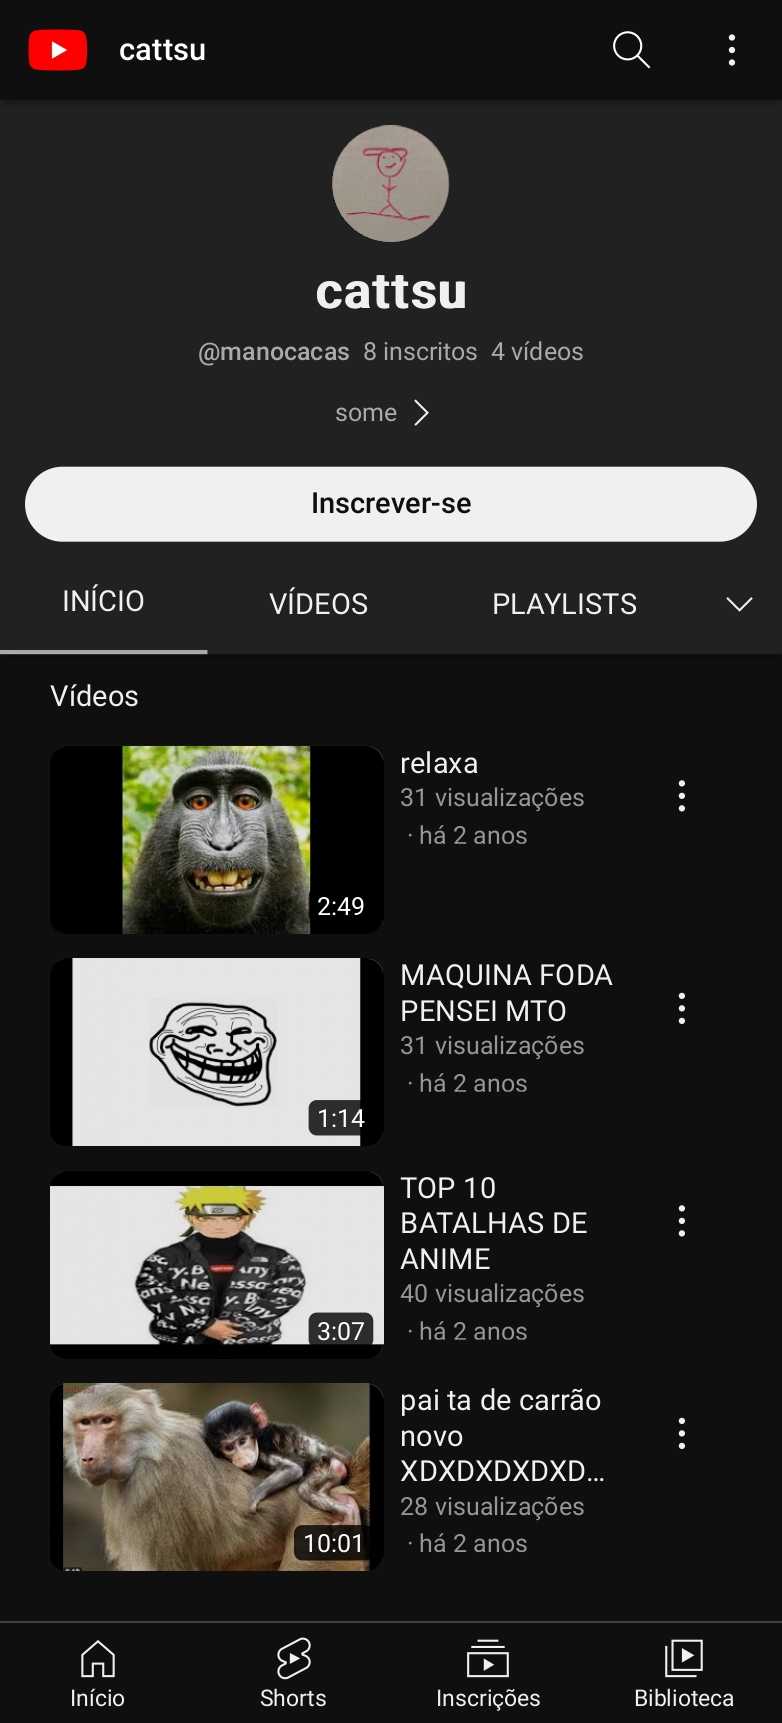 cattsu
cattsu
@manocacas 8 inscritos 4 vídeos
some
Inscrever-se
INÍCIO VÍDEOS PLAYLISTS
Vídeos
relaxa
31 visualizações
· há 2 anos
2:49
MAQUINA FODA
PENSEI MTO
31 visualizações
· há 2 anos
1:14
TOP 10
BATALHAS DE
ANIME
40 visualizações
· há 2 anos
3:07
pai ta de carrão
novo
XDXDXDXDXD...
28 visualizações
· há 2 anos
10:01
Início Shorts Inscrições Biblioteca